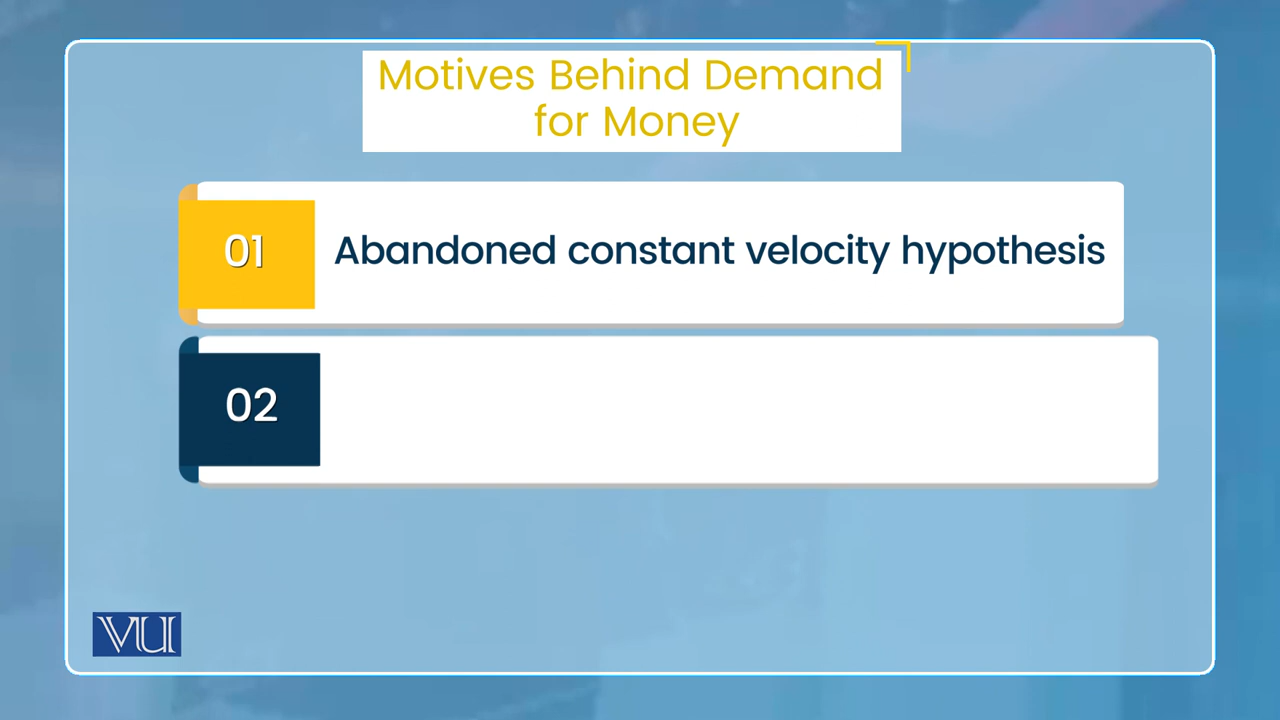 Motives Behind Demand
for Money
01
Abandoned constant velocity hypothesis
02
VU